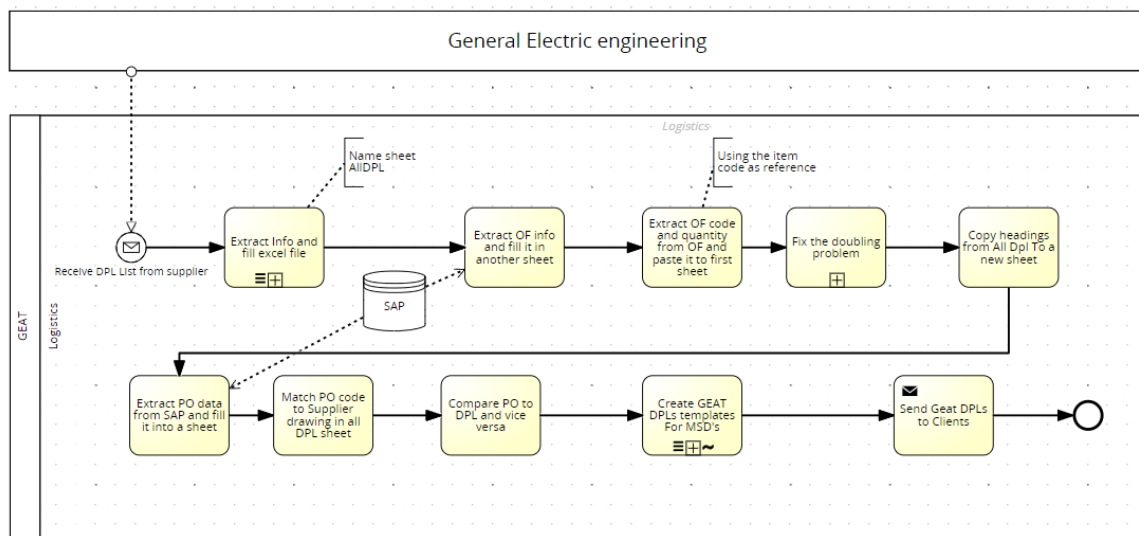 General Electric engineering
Logistics
Name sheet
AllDPL
Using the item
code as reference
Extract Info and
fill excel file
Extract OF info
and fill it in
another sheet
Extract OF code
and quantity
from OF and
paste it to first
sheet
Fix the doubling
problem
Copy headings
from All Dpl To a
new sheet
Receive DPL List from supplier
SAP
GEAT
Logistics
Extract PO data
from SAP and fill
it into a sheet
Match PO code
to Supplier
drawing in all
DPL sheet
Compare PO to
DPL and vice
versa
Create GEAT
DPLs templates
For MSD's
Send Geat DPLs
to Clients